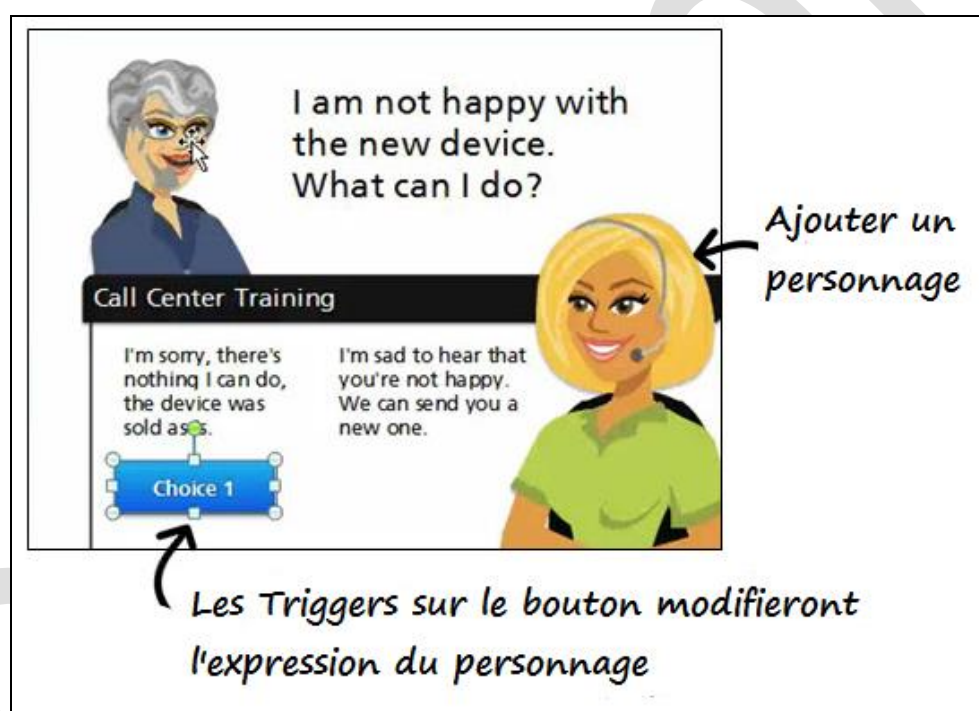 I am not happy with
the new device.
What can I do?
Ajouter un
personnage
Call Center Training
I'm sorry, there's
nothing I can do,
the device was
sold as is.
I'm sad to hear that
you're not happy.
We can send you a
new one.
Choice 1
Les Triggers sur le bouton modifieront
l'expression du personnage